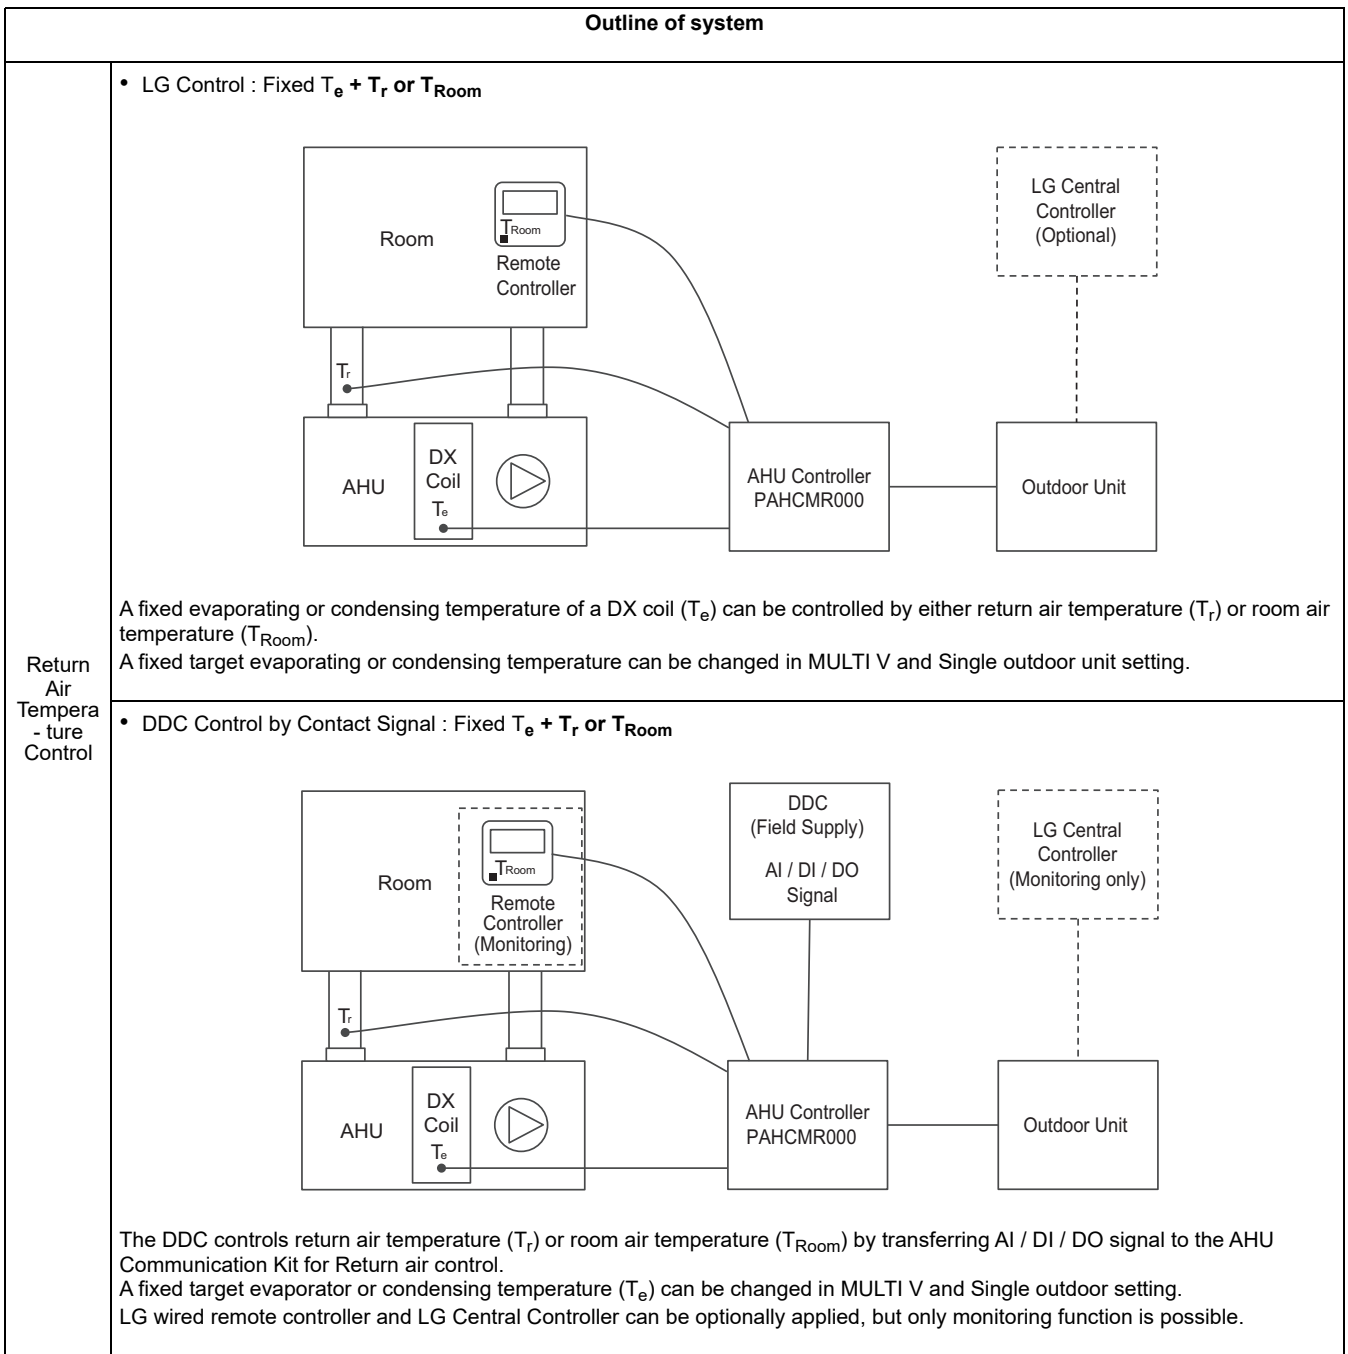 Outline of system
Return
Air
Tempera
- ture
Control
• LG Control : Fixed Te + Tr or TRoom
Room
TRoom
Remote
Controller
LG Central
Controller
(Optional)
Tr
AHU
DX
Coil
Te
AHU Controller
PAHCMR000
Outdoor Unit
A fixed evaporating or condensing temperature of a DX coil (Te) can be controlled by either return air temperature (Tr) or room air
temperature (TRoom).
A fixed target evaporating or condensing temperature can be changed in MULTI V and Single outdoor unit setting.
• DDC Control by Contact Signal : Fixed Te + Tr or TRoom
Room
TRoom
Remote
Controller
(Monitoring)
DDC
(Field Supply)
AI / DI / DO
Signal
LG Central
Controller
(Monitoring only)
Tr
AHU
DX
Coil
Te
AHU Controller
PAHCMR000
Outdoor Unit
The DDC controls return air temperature (Tr) or room air temperature (TRoom) by transferring AI / DI / DO signal to the AHU
Communication Kit for Return air control.
A fixed target evaporator or condensing temperature (Te) can be changed in MULTI V and Single outdoor setting.
LG wired remote controller and LG Central Controller can be optionally applied, but only monitoring function is possible.